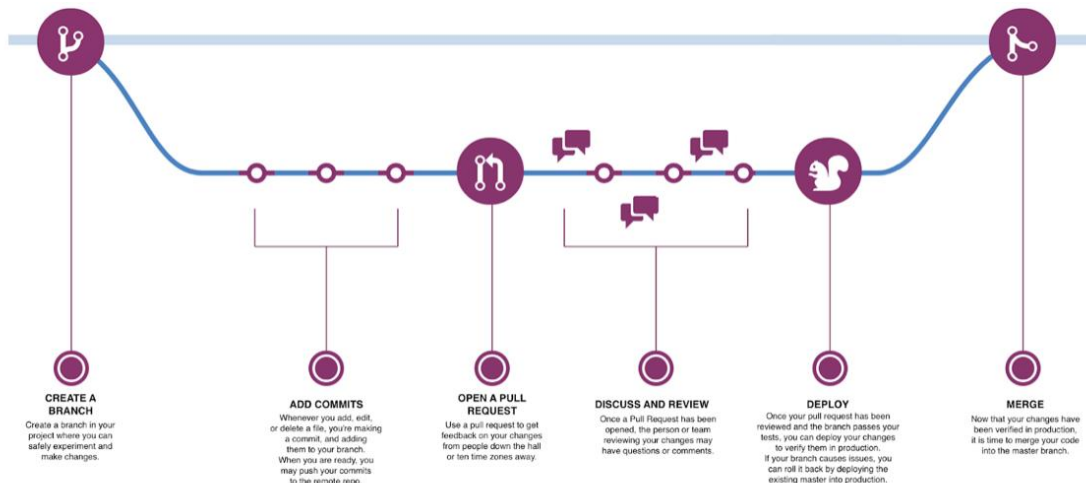 CREATE A
BRANCH
Create a branch in your
project where you can
safely experiment and
make changes.
ADD COMMITS
Whenever you add, edit,
or delete a file, you're making
a commit, and adding
them to your branch.
When you are ready, you
may push your commits
to the remote repo.
OPEN A PULL
REQUEST
Use a pull request to get
feedback on your changes
from people down the hall
or ten time zones away.
DISCUSS AND REVIEW
Once a Pull Request has been
opened, the person or team
reviewing your changes may
have questions or comments.
DEPLOY
Once your pull request has been
reviewed and the branch passes your
tests, you can deploy your changes
to verify them in production.
If your branch causes issues, you
can roll it back by deploying the
existing master into production.
MERGE
Now that your changes have
been verified in production,
it is time to merge your code
into the master branch.